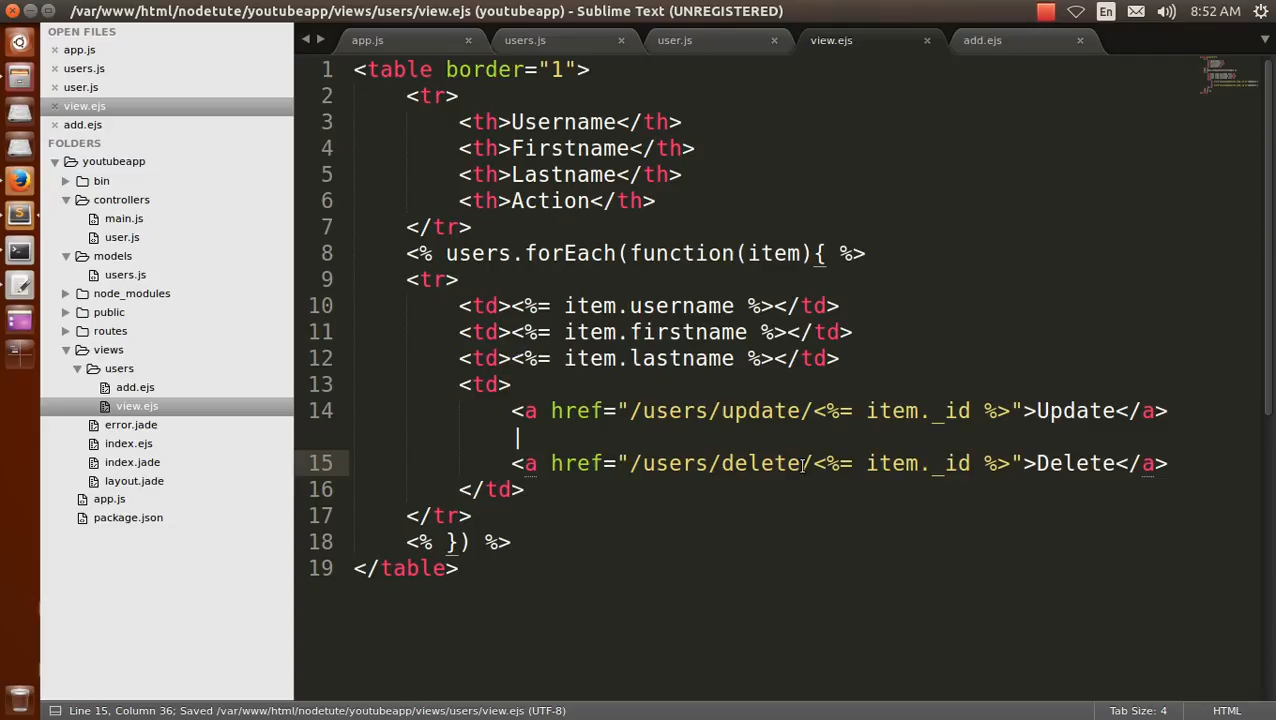 /var/www/html/nodetute/youtubeapp/views/users/view.ejs (youtubeapp) - Sublime Text (UNREGISTERED)
En
8:52 AM
OPEN FILES
app.js
users.js
user.js
view.ejs
add.ejs
FOLDERS
youtubeapp
bin
controllers
main.js
user.js
models
users.js
node_modules
public
routes
views
users
add.ejs
view.ejs
error.jade
index.ejs
index.jade
layout.jade
app.js
package.json
app.js
users.js
user.js
view.ejs
add.ejs
1 <table border="1">
2 <tr>
3 <th>Username</th>
4 <th>Firstname</th>
5 <th>Lastname</th>
6 <th>Action</th>
7 </tr>
8 <% users.forEach(function(item){ %>
9 <tr>
10 <td><%= item.username %></td>
11 <td><%= item.firstname %></td>
12 <td><%= item.lastname %></td>
13 <td>
14 <a href="/users/update/<%= item._id %>">Update</a>
|
15 <a href="/users/delete/<%= item._id %>">Delete</a>
16 </td>
17 </tr>
18 <% }) %>
19 </table>
Line 15, Column 36; Saved /var/www/html/nodetute/youtubeapp/views/users/view.ejs (UTF-8)
Tab Size: 4
HTML